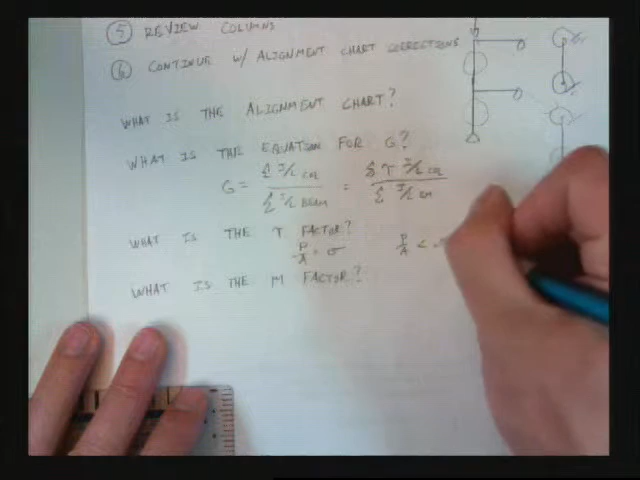 ⑤ REVIEW COLUMNS
⑥ CONTINUE W/ ALIGNMENT CHART CORRECTIONS
WHAT IS THE ALIGNMENT CHART?
WHAT IS THE EQUATION FOR G?
G = Σ I/L COL / Σ I/L BEAM = Σ τ I/L COL / Σ I/L BM
WHAT IS THE τ FACTOR?
P/A = σ P/A <
WHAT IS THE M FACTOR?